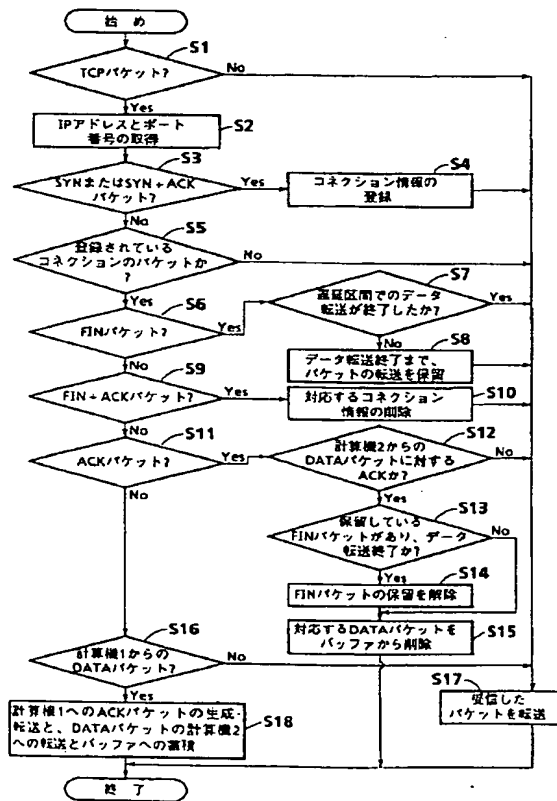 始 め
S1
TCPパケット?
No
Yes
IPアドレスとポート
番号の取得
S2
S3
SYNまたはSYN+ACK
パケット?
Yes
S4
コネクション情報の
登録
No
S5
登録されている
コネクションのパケットか
?
No
Yes
S6
FINパケット?
Yes
S7
遅延区間でのデータ
転送が終了したか?
Yes
No
S8
データ転送終了まで、
パケットの転送を保留
No
S9
FIN+ACKパケット?
Yes
S10
対応するコネクション
情報の削除
No
S11
ACKパケット?
Yes
S12
計算機2からの
DATAパケットに対する
ACKか?
No
Yes
No
S13
保留している
FINパケットがあり、データ
転送終了か?
No
Yes
S14
FINパケットの保留を解除
対応するDATAパケットを
バッファから削除
S15
S16
計算機1からの
DATAパケット?
No
Yes
S17
受信した
パケットを転送
計算機1へのACKパケットの生成・
転送と、DATAパケットの計算機2
への転送とバッファへの蓄積
S18
終 了